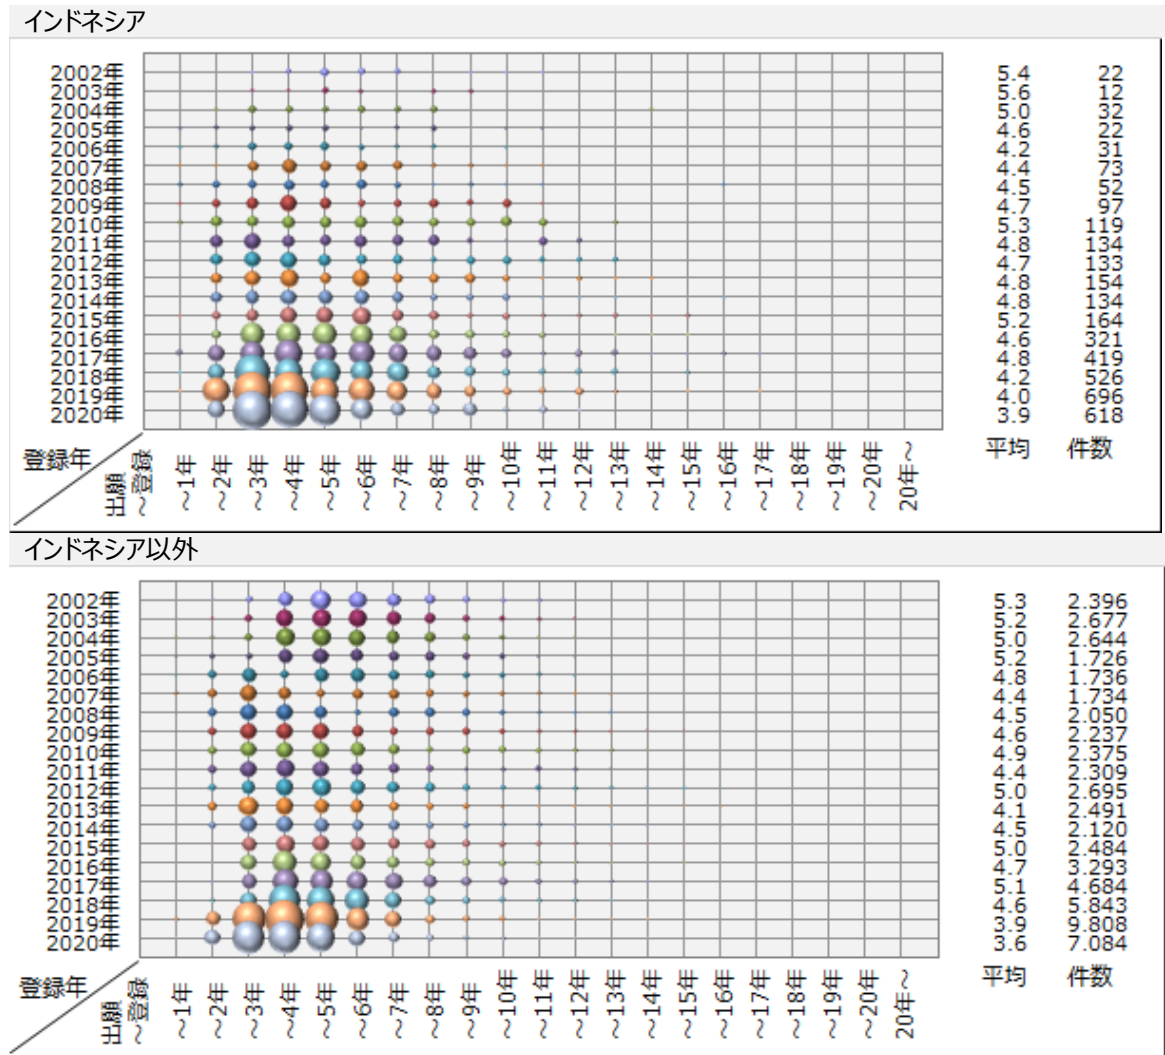 インドネシア
2002年 5.4 22
2003年 5.6 12
2004年 5.0 32
2005年 4.6 22
2006年 4.2 31
2007年 4.4 73
2008年 4.5 52
2009年 4.7 97
2010年 5.3 119
2011年 4.8 134
2012年 4.7 133
2013年 4.8 154
2014年 4.8 134
2015年 5.2 164
2016年 4.6 321
2017年 4.8 419
2018年 4.2 526
2019年 4.0 696
2020年 3.9 618
登録年 平均 件数
出願～登録 ～1年 ～2年 ～3年 ～4年 ～5年 ～6年 ～7年 ～8年 ～9年 ～10年 ～11年 ～12年 ～13年 ～14年 ～15年 ～16年 ～17年 ～18年 ～19年 ～20年 20年～
インドネシア以外
2002年 5.3 2.396
2003年 5.2 2.677
2004年 5.0 2.644
2005年 5.2 1.726
2006年 4.8 1.736
2007年 4.4 1.734
2008年 4.5 2.050
2009年 4.6 2.237
2010年 4.9 2.375
2011年 4.4 2.309
2012年 5.0 2.695
2013年 4.1 2.491
2014年 4.5 2.120
2015年 5.0 2.484
2016年 4.7 3.293
2017年 5.1 4.684
2018年 4.6 5.843
2019年 3.9 9.808
2020年 3.6 7.084
登録年 平均 件数
出願～登録 ～1年 ～2年 ～3年 ～4年 ～5年 ～6年 ～7年 ～8年 ～9年 ～10年 ～11年 ～12年 ～13年 ～14年 ～15年 ～16年 ～17年 ～18年 ～19年 ～20年 20年～